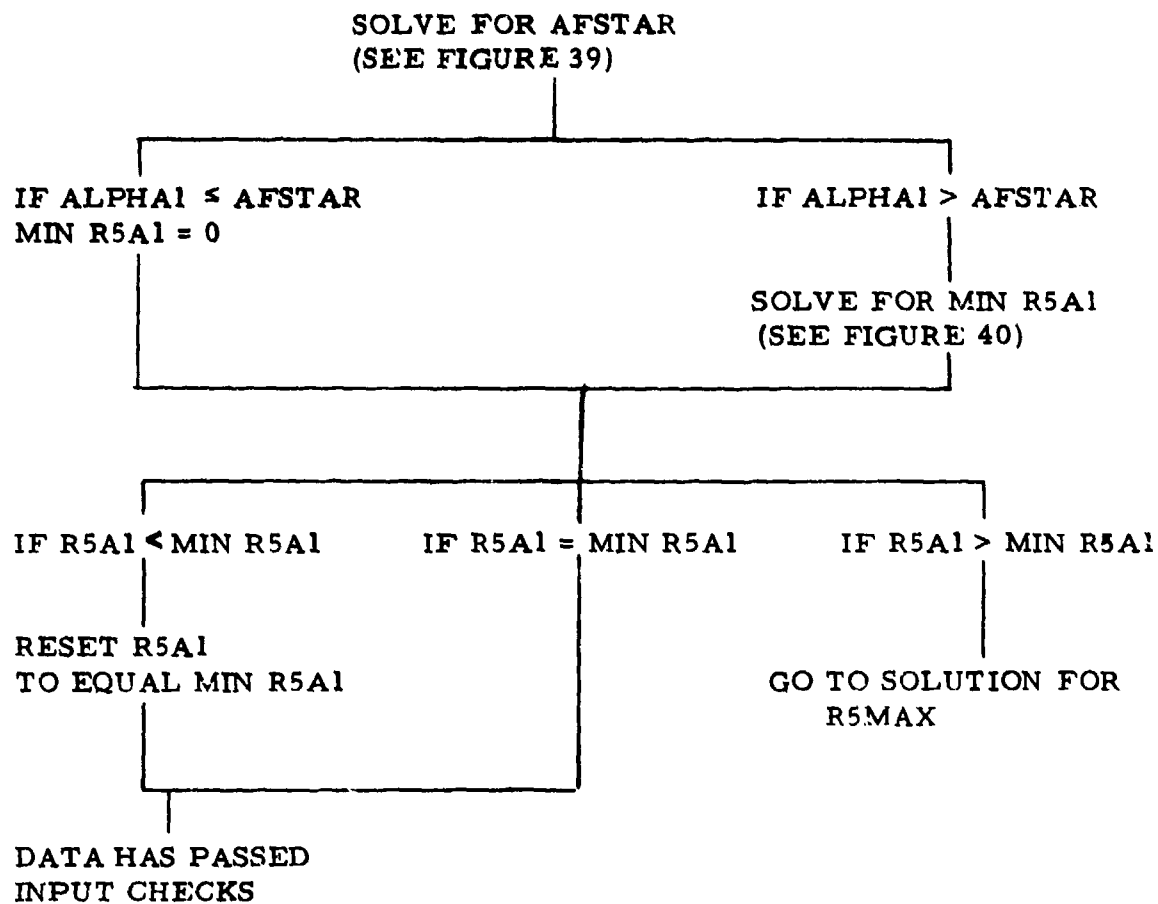 SOLVE FOR AFSTAR
(SEE FIGURE 39)
IF ALPHA1 ≤ AFSTAR
MIN R5A1 = 0
IF ALPHA1 > AFSTAR
SOLVE FOR MIN R5A1
(SEE FIGURE 40)
IF R5A1 < MIN R5A1
IF R5A1 = MIN R5A1
IF R5A1 > MIN R5A1
RESET R5A1
TO EQUAL MIN R5A1
GO TO SOLUTION FOR
R5MAX
DATA HAS PASSED
INPUT CHECKS